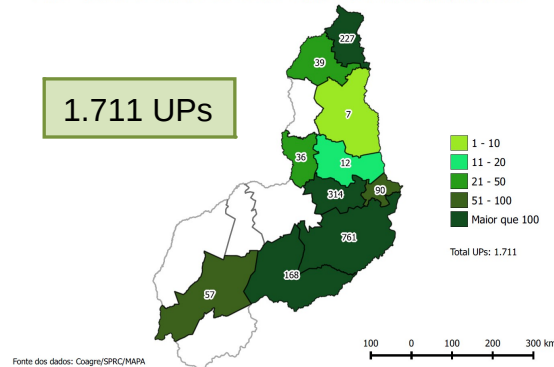 1.711 UPs
227
39
7
36
12
314
90
761
168
57
1 - 10
11 - 20
21 - 50
51 - 100
Maior que 100
Total UPs: 1.711
100 0 100 200 300 km
Fonte dos dados: Coagre/SPRC/MAPA